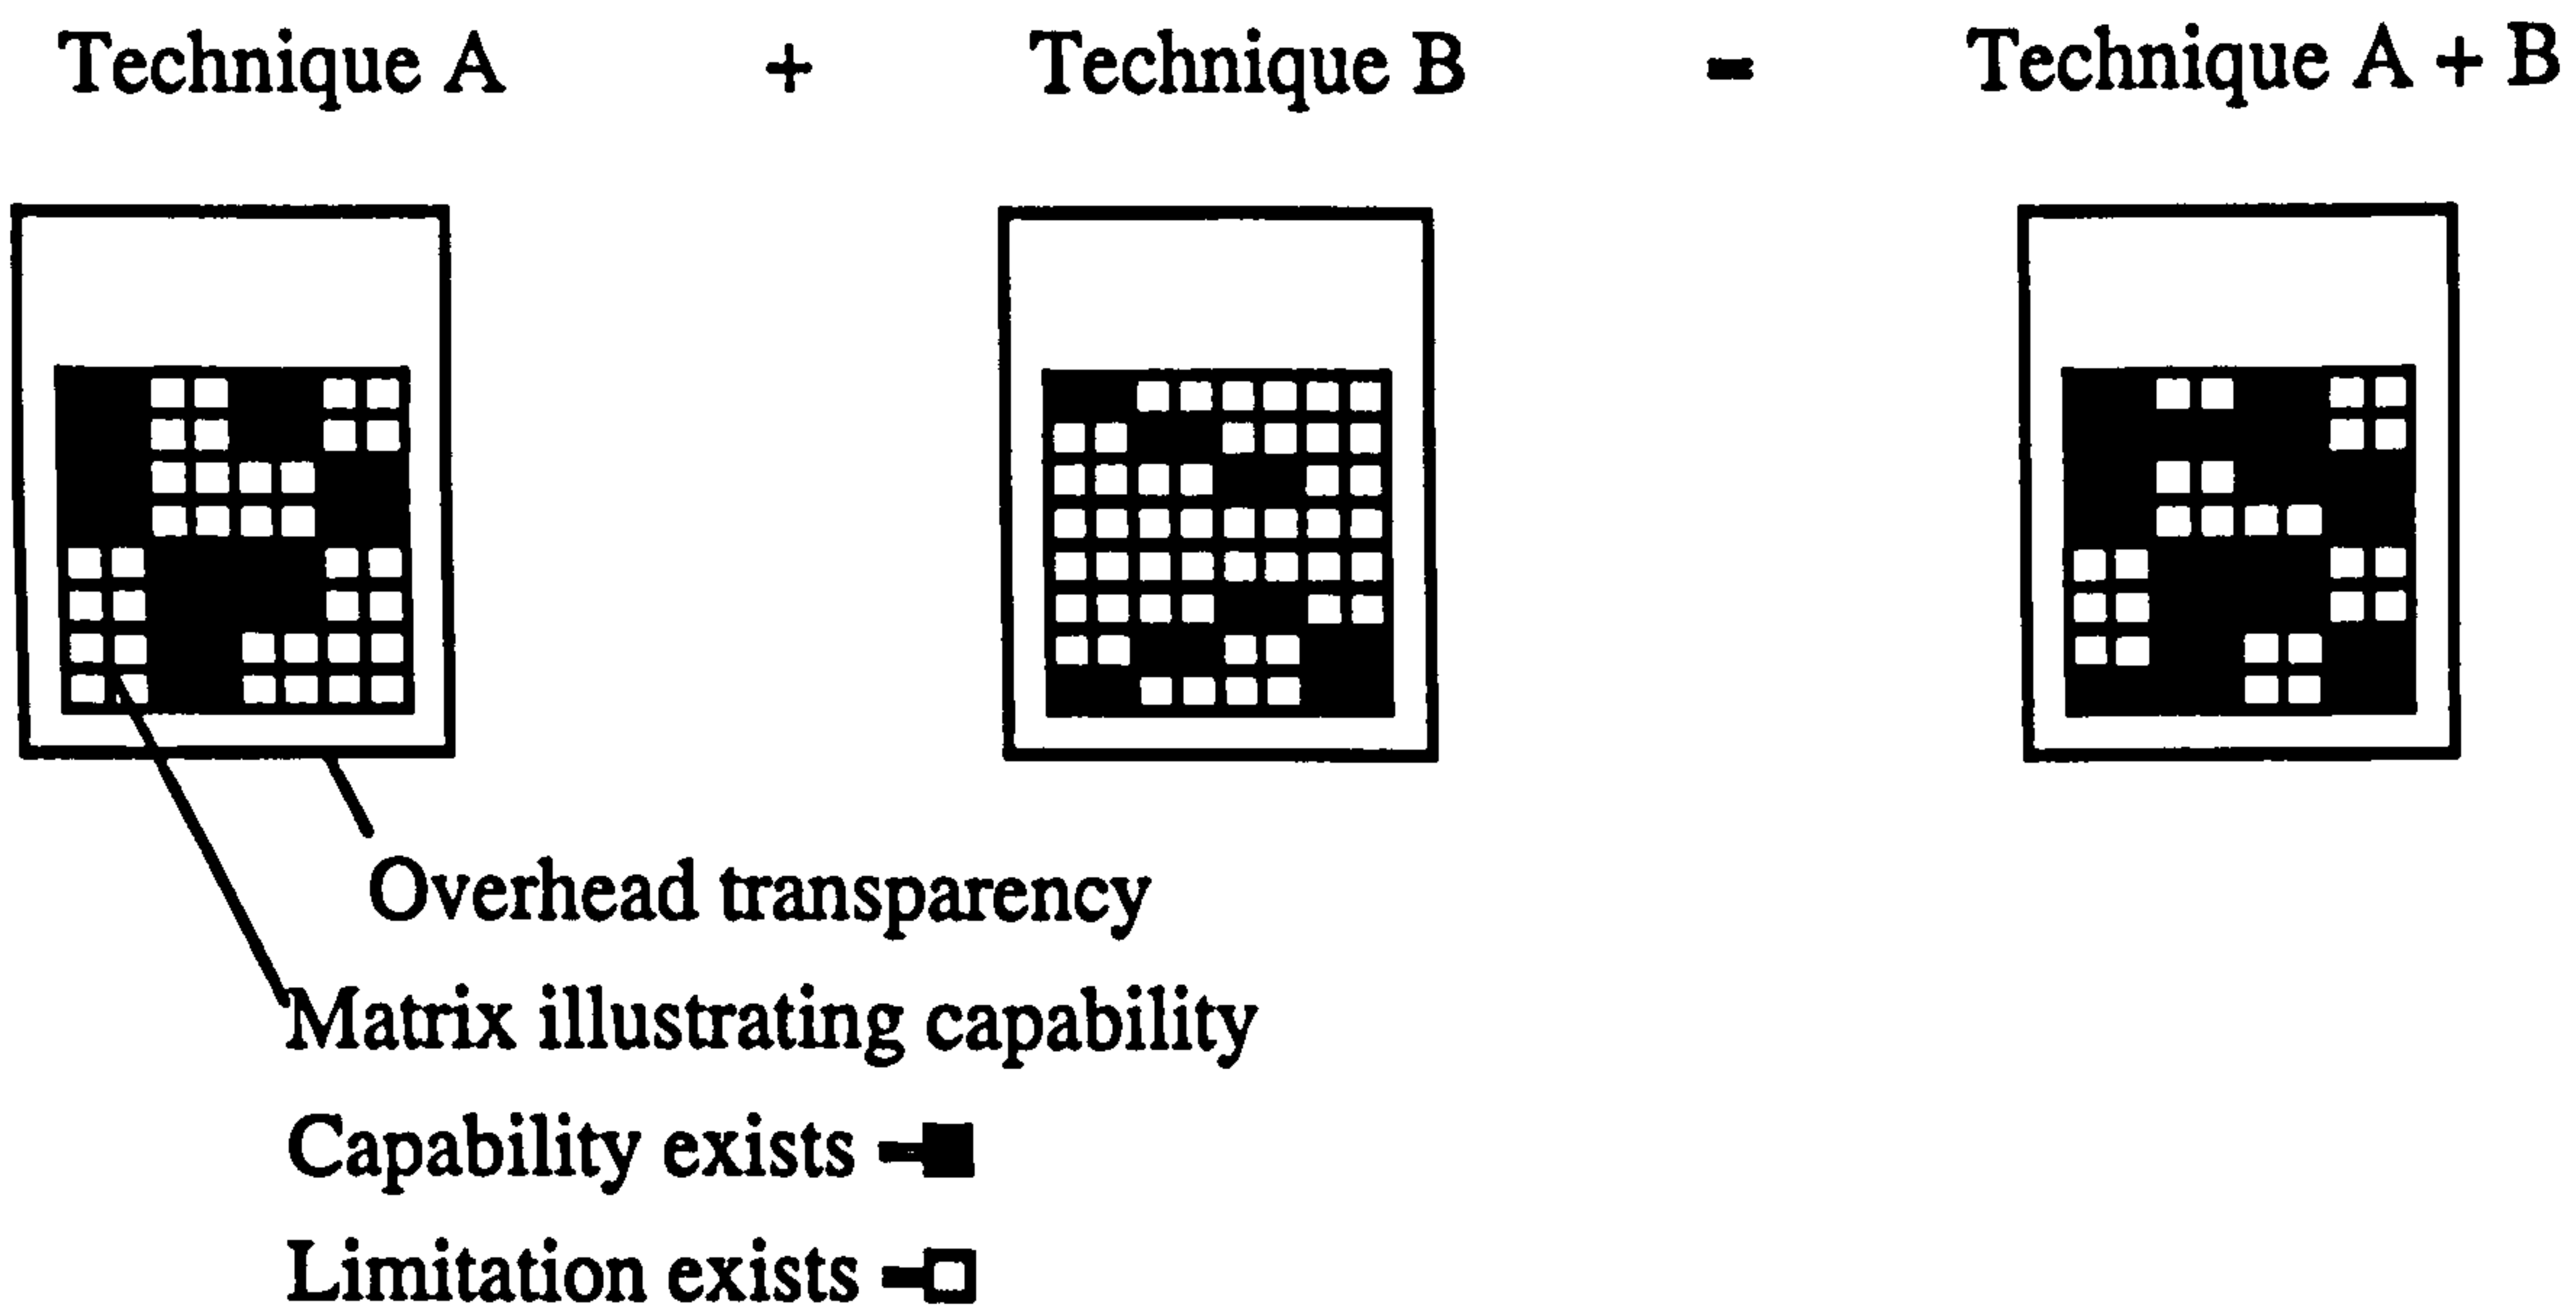 Technique A + Technique B = Technique A + B
Overhead transparency
Matrix illustrating capability
Capability exists
Limitation exists